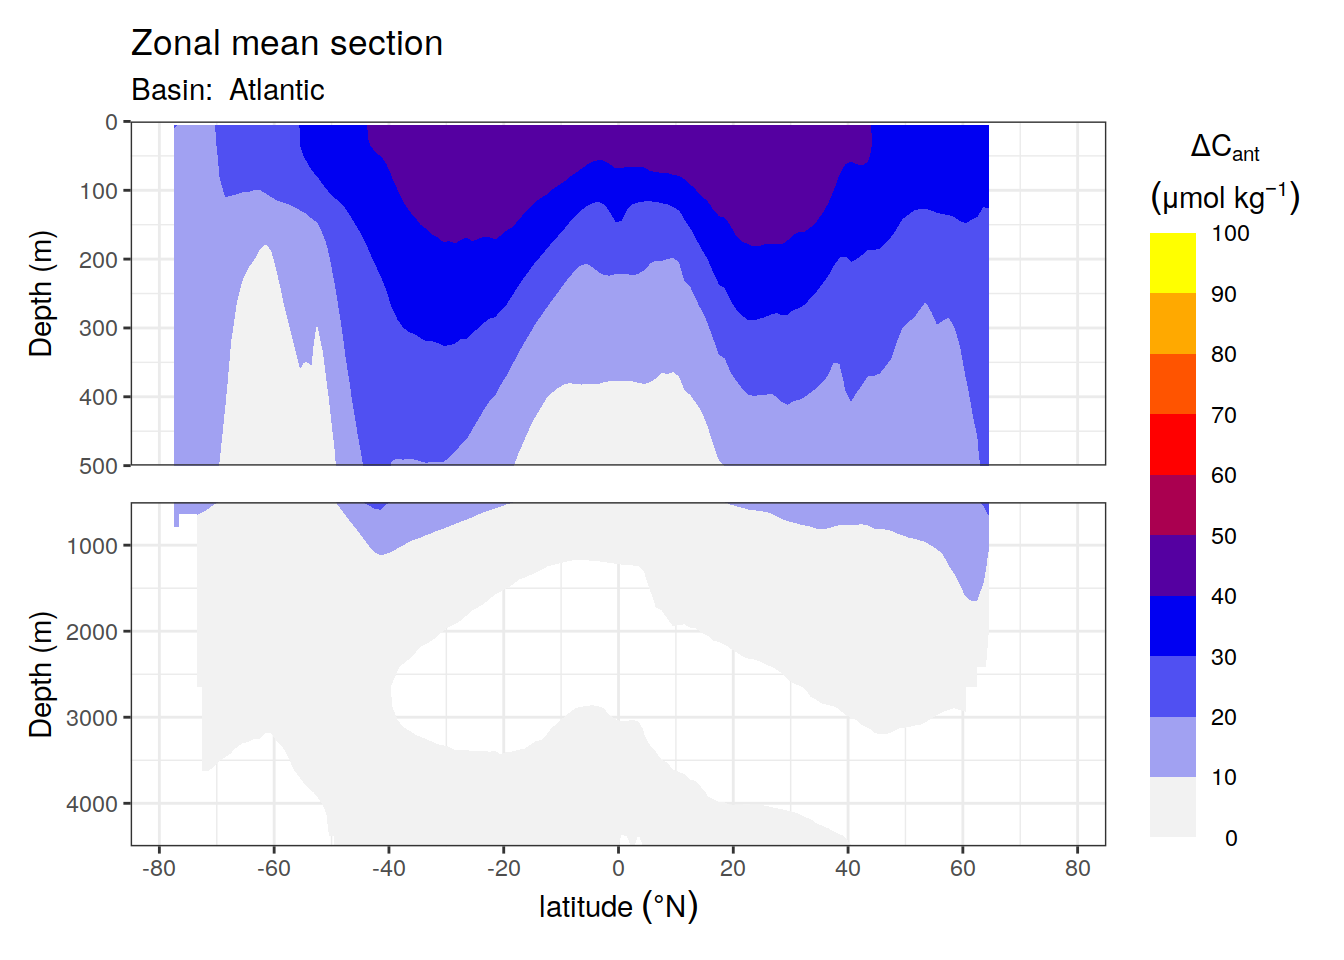 Zonal mean section
Basin:  Atlantic
0
100
200
300
400
500
Depth (m)
1000
2000
3000
4000
Depth (m)
-80 -60 -40 -20 0 20 40 60 80
latitude (°N)
ΔCant
(μmol kg⁻¹)
100
90
80
70
60
50
40
30
20
10
0